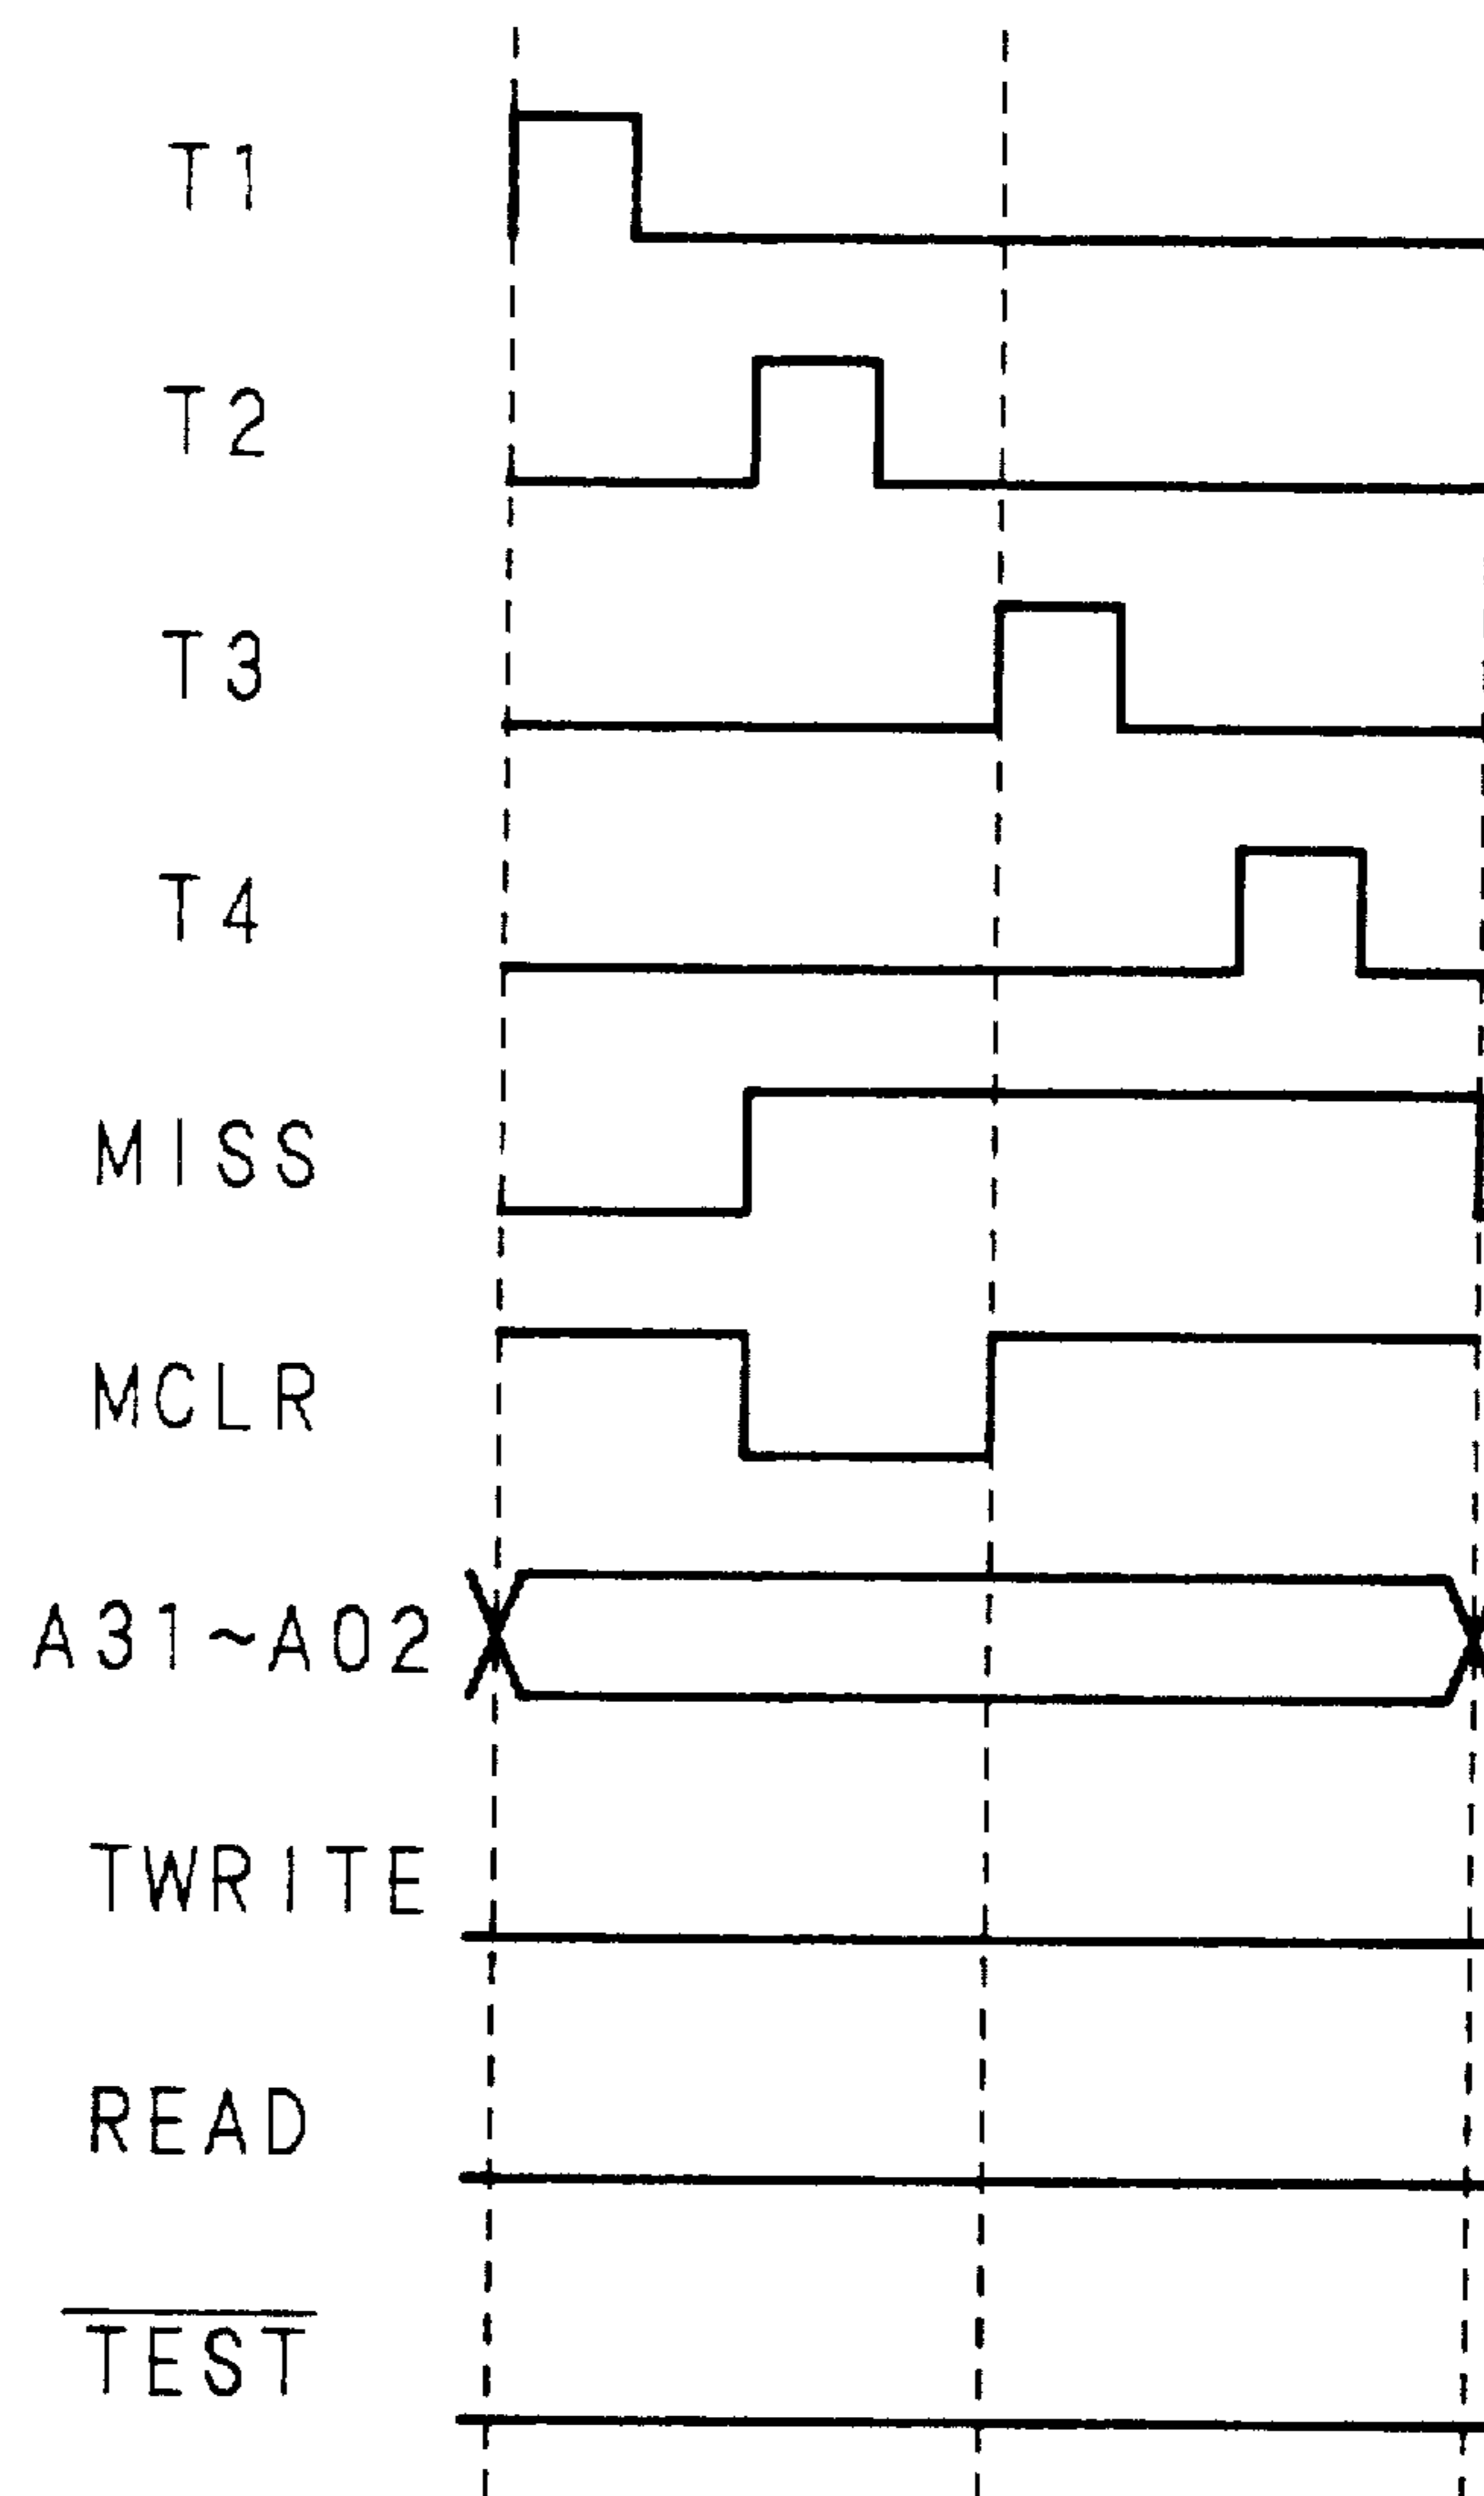 T1
T2
T3
T4
MISS
MCLR
A31~A02
TWRITE
READ
TEST